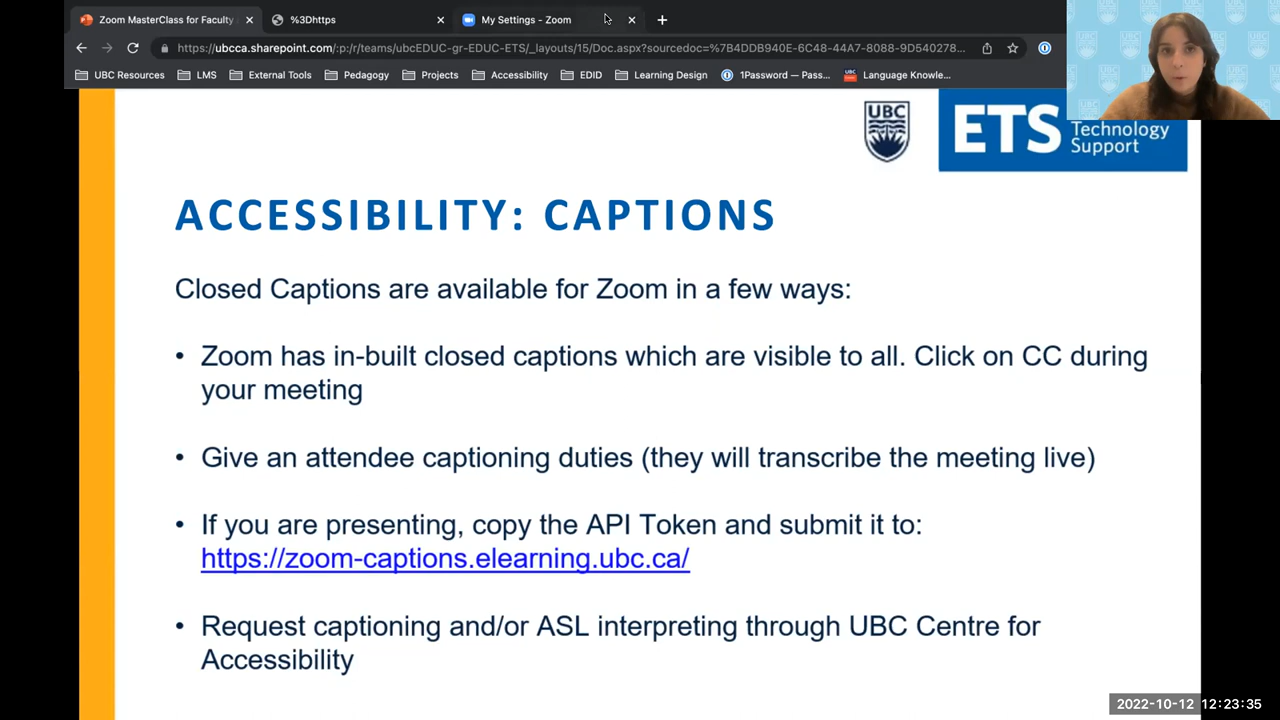 Zoom MasterClass for Faculty
%3Dhttps
My Settings - Zoom
https://ubcca.sharepoint.com/:p:/r/teams/ubcEDUC-gr-EDUC-ETS/_layouts/15/Doc.aspx?sourcedoc=%7B4DDB940E-6C48-44A7-8088-9D540278...
UBC Resources LMS External Tools Pedagogy Projects Accessibility EDID Learning Design 1Password — Pass... Language Knowle...
UBC
ETS Technology
Support
ACCESSIBILITY: CAPTIONS
Closed Captions are available for Zoom in a few ways:
• Zoom has in-built closed captions which are visible to all. Click on CC during
your meeting
• Give an attendee captioning duties (they will transcribe the meeting live)
• If you are presenting, copy the API Token and submit it to:
https://zoom-captions.elearning.ubc.ca/
• Request captioning and/or ASL interpreting through UBC Centre for
Accessibility
2022-10-12 12:23:35